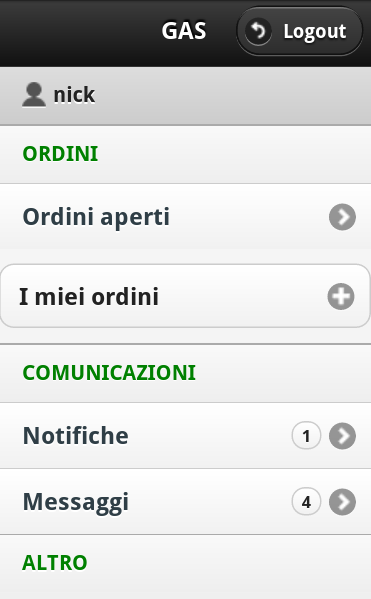 GAS
Logout
nick
ORDINI
Ordini aperti
I miei ordini
COMUNICAZIONI
Notifiche 1
Messaggi 4
ALTRO